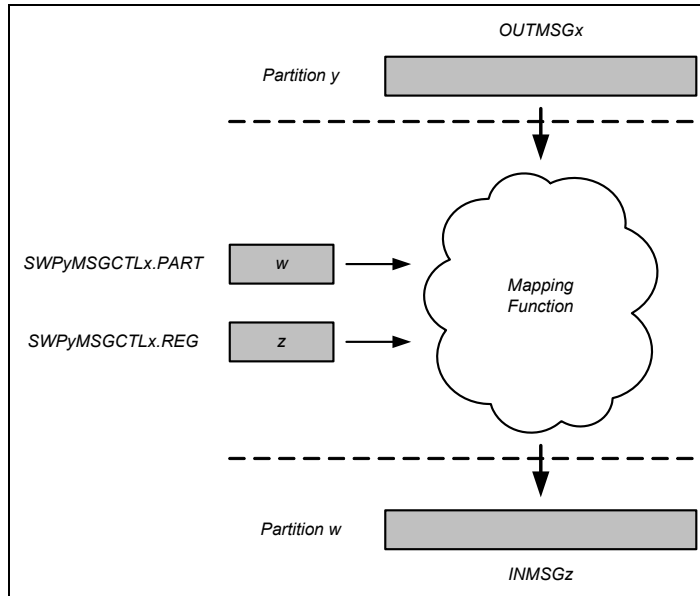 OUTMSGx
Partition y
SWPyMSGCTLx.PART
w
Mapping
Function
SWPyMSGCTLx.REG
z
Partition w
INMSGz